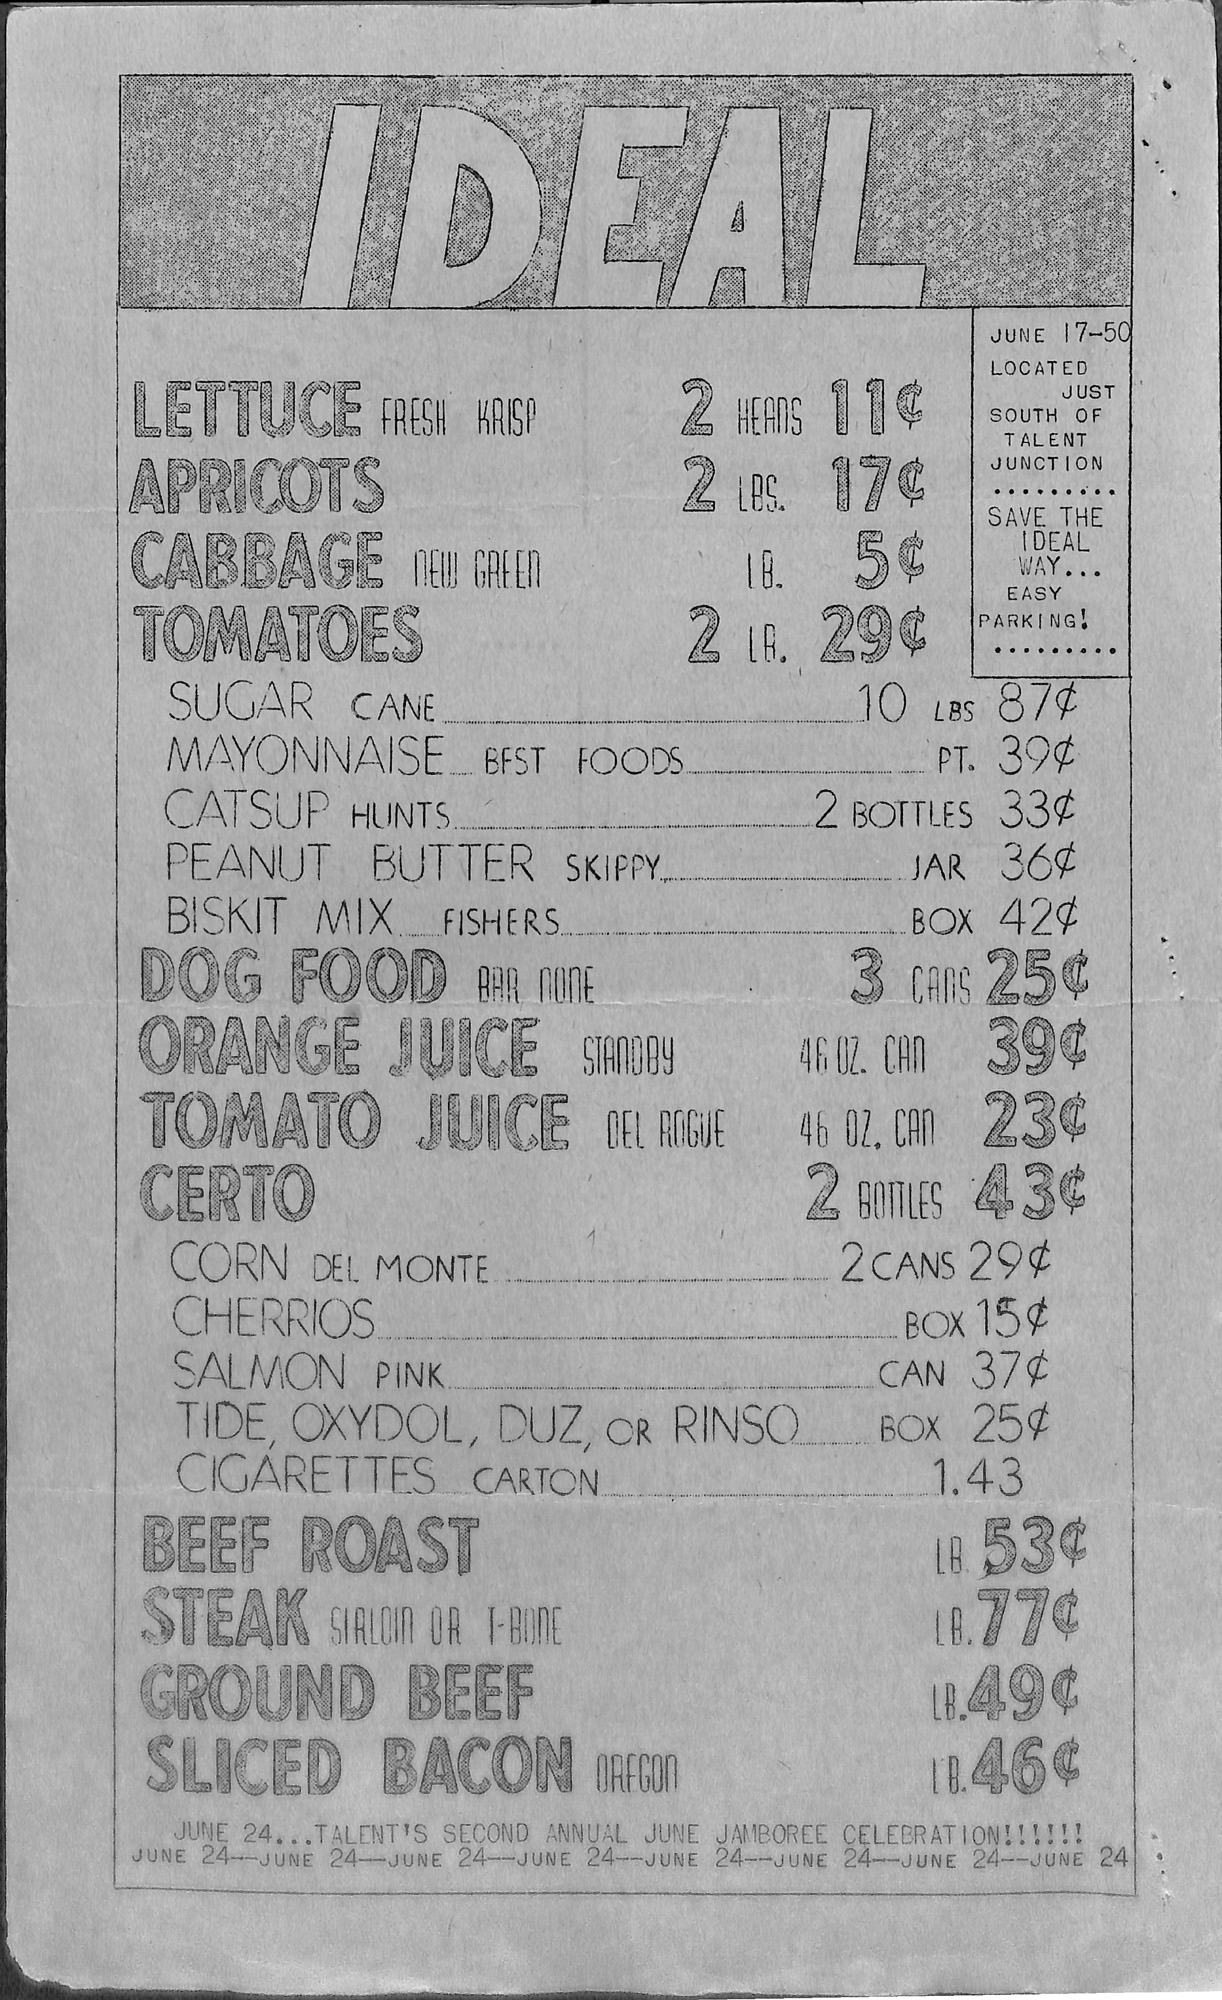 IDEAL
JUNE 17-50
LOCATED
JUST
SOUTH OF
TALENT
JUNCTION
.........
SAVE THE
IDEAL
WAY...
EASY
PARKING!
.........
LETTUCE FRESH KRISP 2 HEADS 11¢
APRICOTS 2 LBS. 17¢
CABBAGE NEW GREEN LB. 5¢
TOMATOES 2 LB. 29¢
SUGAR CANE 10 LBS 87¢
MAYONNAISE BEST FOODS PT. 39¢
CATSUP HUNTS 2 BOTTLES 33¢
PEANUT BUTTER SKIPPY JAR 36¢
BISKIT MIX FISHERS BOX 42¢
DOG FOOD BAR NONE 3 CANS 25¢
ORANGE JUICE STANDBY 46 OZ. CAN 39¢
TOMATO JUICE DEL ROGUE 46 OZ. CAN 23¢
CERTO 2 BOTTLES 43¢
CORN DEL MONTE 2 CANS 29¢
CHERRIOS BOX 15¢
SALMON PINK CAN 37¢
TIDE, OXYDOL, DUZ, OR RINSO BOX 25¢
CIGARETTES CARTON 1.43
BEEF ROAST LB. 53¢
STEAK SIRLOIN OR T-BONE LB. 77¢
GROUND BEEF LB. 49¢
SLICED BACON OREGON LB. 46¢
JUNE 24...TALENT'S SECOND ANNUAL JUNE JAMBOREE CELEBRATION!!!!!!
JUNE 24--JUNE 24--JUNE 24--JUNE 24--JUNE 24--JUNE 24--JUNE 24--JUNE 24